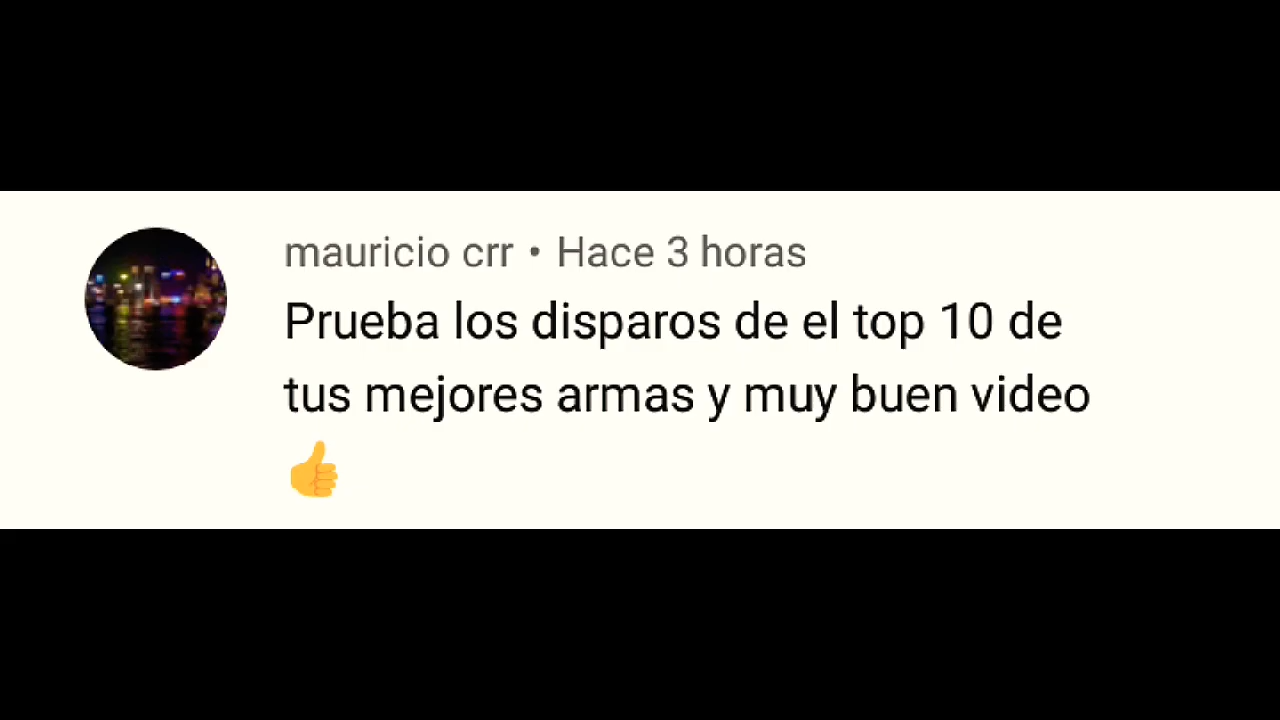 mauricio crr • Hace 3 horas
Prueba los disparos de el top 10 de
tus mejores armas y muy buen video
👍